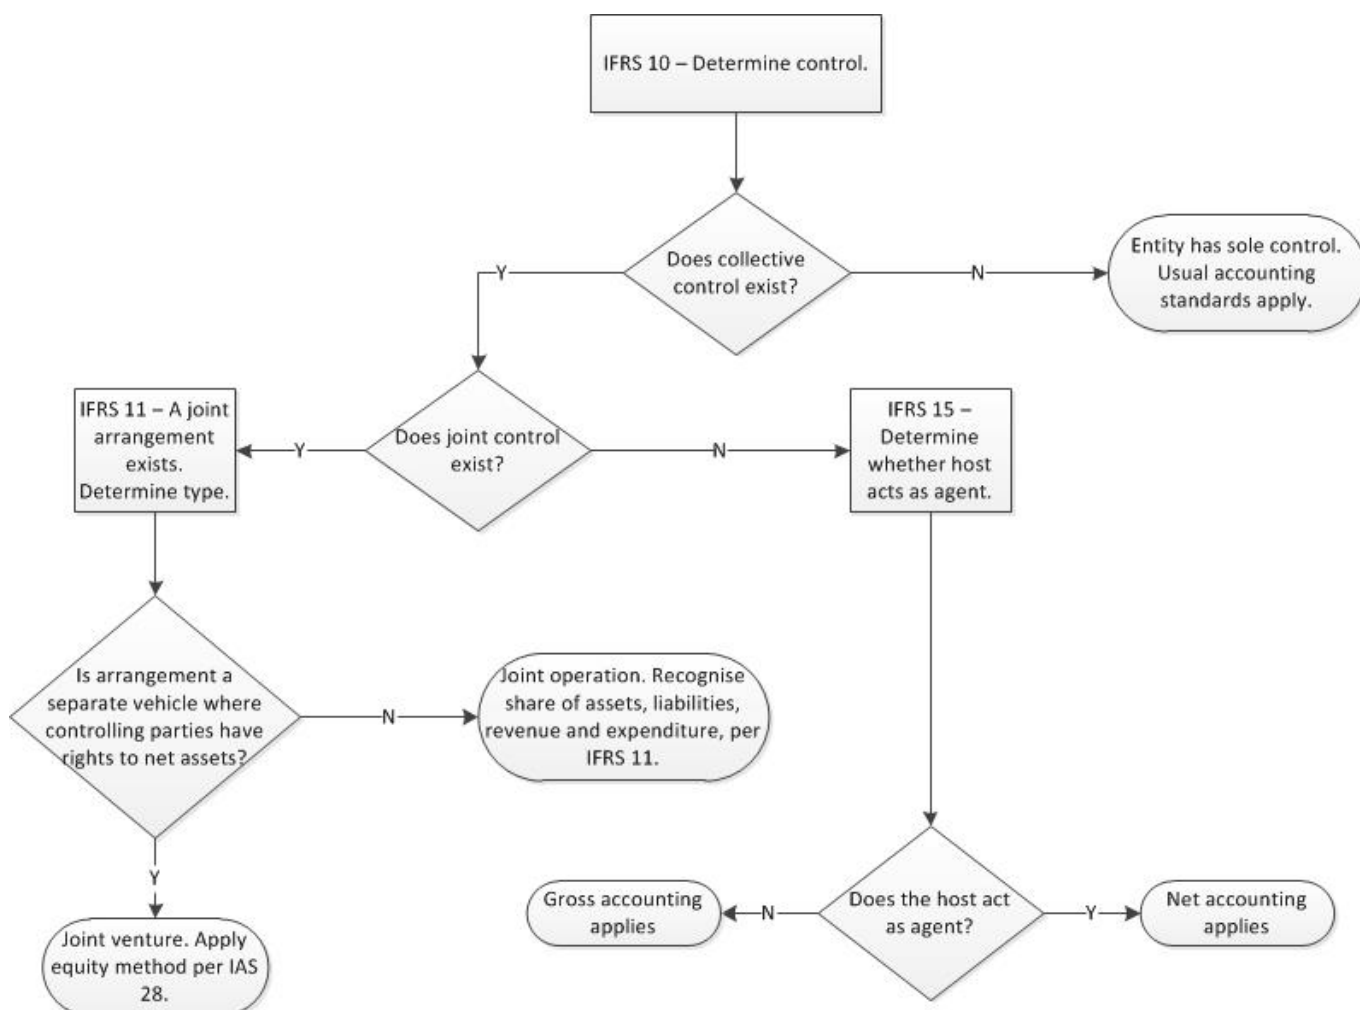 IFRS 10 – Determine control.
Does collective
control exist?
Y
N
Entity has sole control.
Usual accounting
standards apply.
IFRS 11 – A joint
arrangement
exists.
Determine type.
Y
Does joint control
exist?
N
IFRS 15 –
Determine
whether host
acts as agent.
Is arrangement a
separate vehicle where
controlling parties have
rights to net assets?
N
Joint operation. Recognise
share of assets, liabilities,
revenue and expenditure, per
IFRS 11.
Y
Joint venture. Apply
equity method per IAS
28.
Gross accounting
applies
N
Does the host act
as agent?
Y
Net accounting
applies